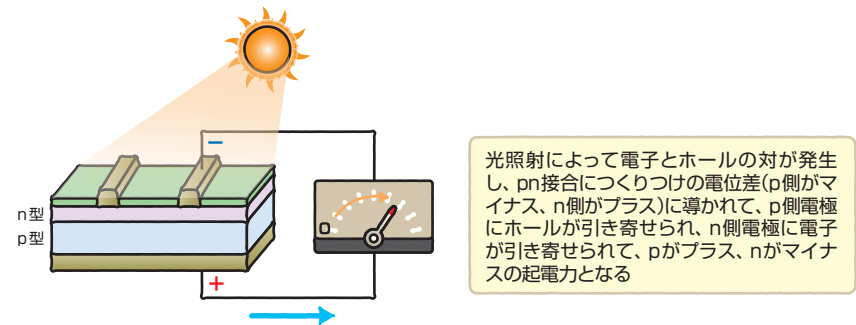 −
n型
p型
0
+
光照射によって電子とホールの対が発生
し、pn接合につくりつけの電位差(p側がマ
イナス、n側がプラス)に導かれて、p側電極
にホールが引き寄せられ、n側電極に電子
が引き寄せられて、pがプラス、nがマイナ
スの起電力となる